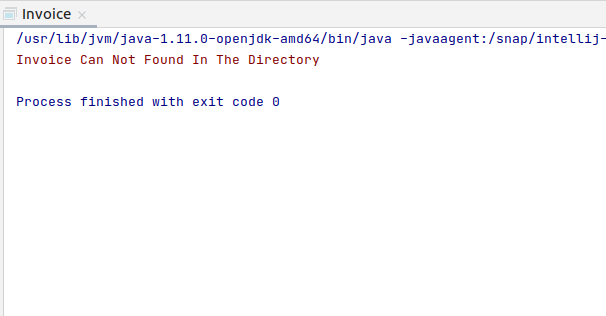 Invoice
/usr/lib/jvm/java-1.11.0-openjdk-amd64/bin/java -javaagent:/snap/intellij-
Invoice Can Not Found In The Directory
Process finished with exit code 0